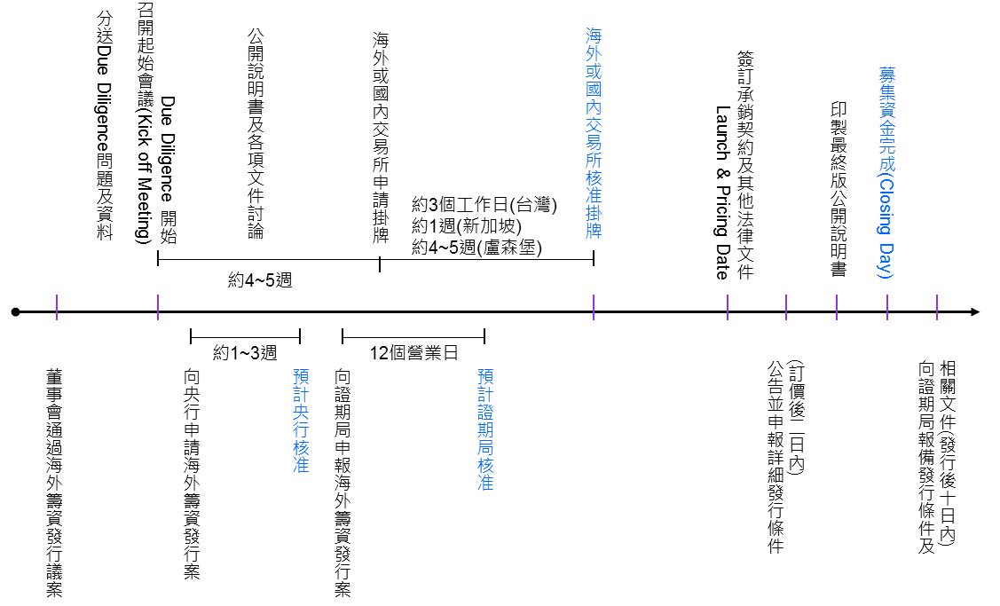 分送Due Diligence問題及資料
召開起始會議(Kick off Meeting)
Due Diligence 開始
公開說明書及各項文件討論
海外或國內交易所申請掛牌
約3個工作日(台灣)
約1週(新加坡)
約4~5週(盧森堡)
海外或國內交易所核准掛牌
簽訂承銷契約及其他法律文件
Launch & Pricing Date
印製最終版公開說明書
募集資金完成(Closing Day)
約4~5週
約1~3週
12個營業日
董事會通過海外籌資發行議案
向央行申請海外籌資發行案
預計央行核准
向證期局申報海外籌資發行案
預計證期局核准
公告並申報詳細發行條件
(訂價後二日內)
向證期局報備發行條件及
相關文件(發行後十日內)